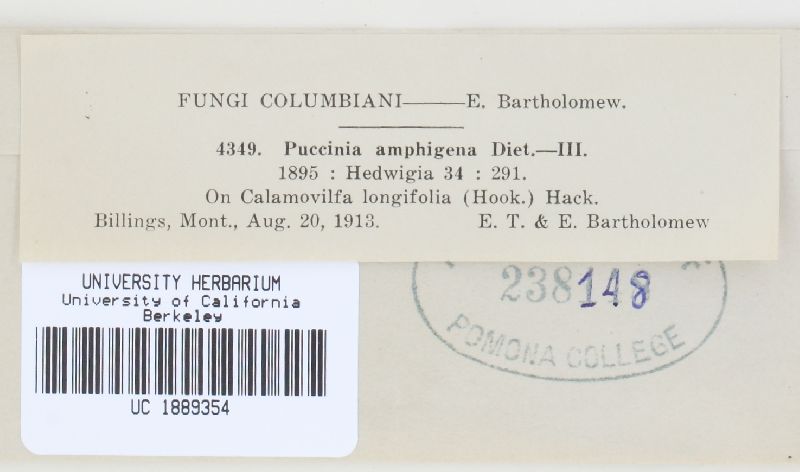 FUNGI COLUMBIANI——E. Bartholomew.
4349. Puccinia amphigena Diet.—III.
1895 : Hedwigia 34 : 291.
On Calamovilfa longifolia (Hook.) Hack.
Billings, Mont., Aug. 20, 1913. E. T. & E. Bartholomew
UNIVERSITY HERBARIUM
University of California
Berkeley
UC 1889354
238148
POMONA COLLEGE